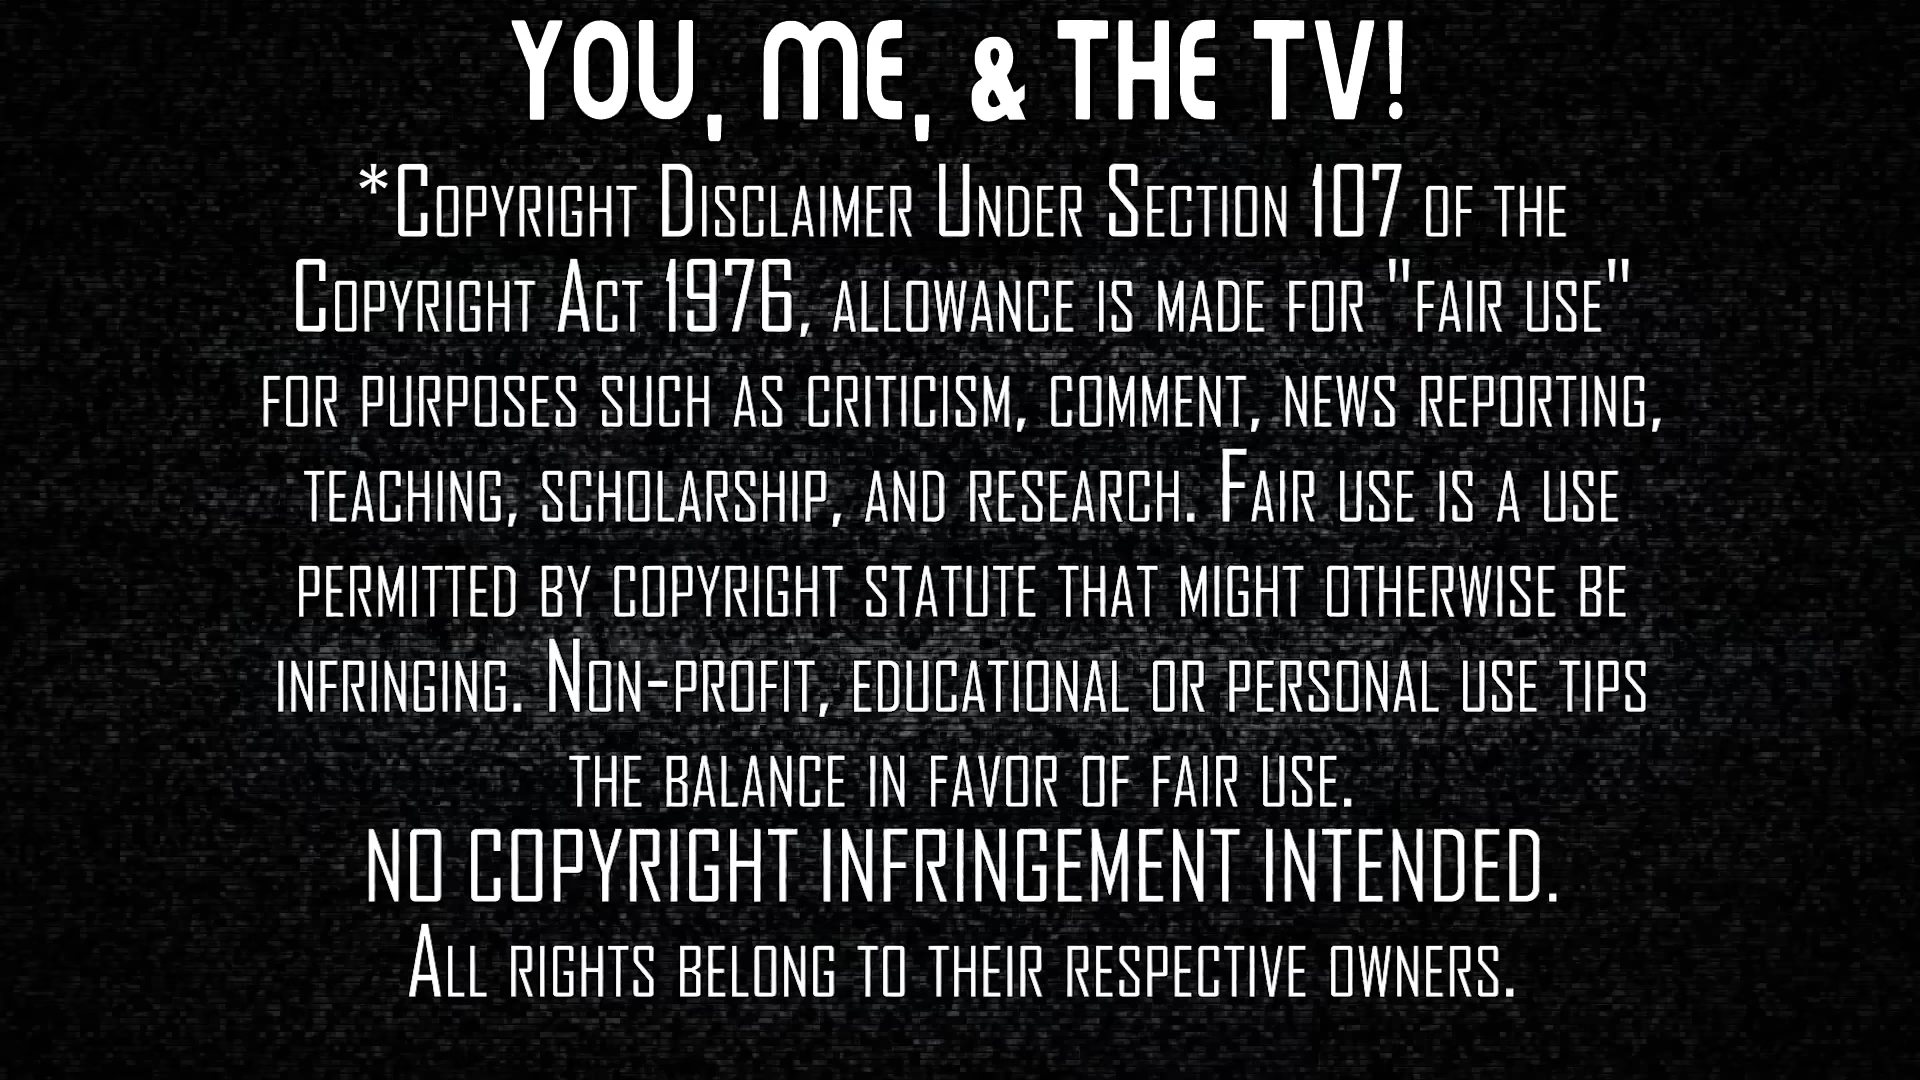 YOU, ME, & THE TV!
*Copyright Disclaimer Under Section 107 of the
Copyright Act 1976, allowance is made for "fair use"
for purposes such as criticism, comment, news reporting,
teaching, scholarship, and research. Fair use is a use
permitted by copyright statute that might otherwise be
infringing. Non-profit, educational or personal use tips
the balance in favor of fair use.
NO COPYRIGHT INFRINGEMENT INTENDED.
All rights belong to their respective owners.